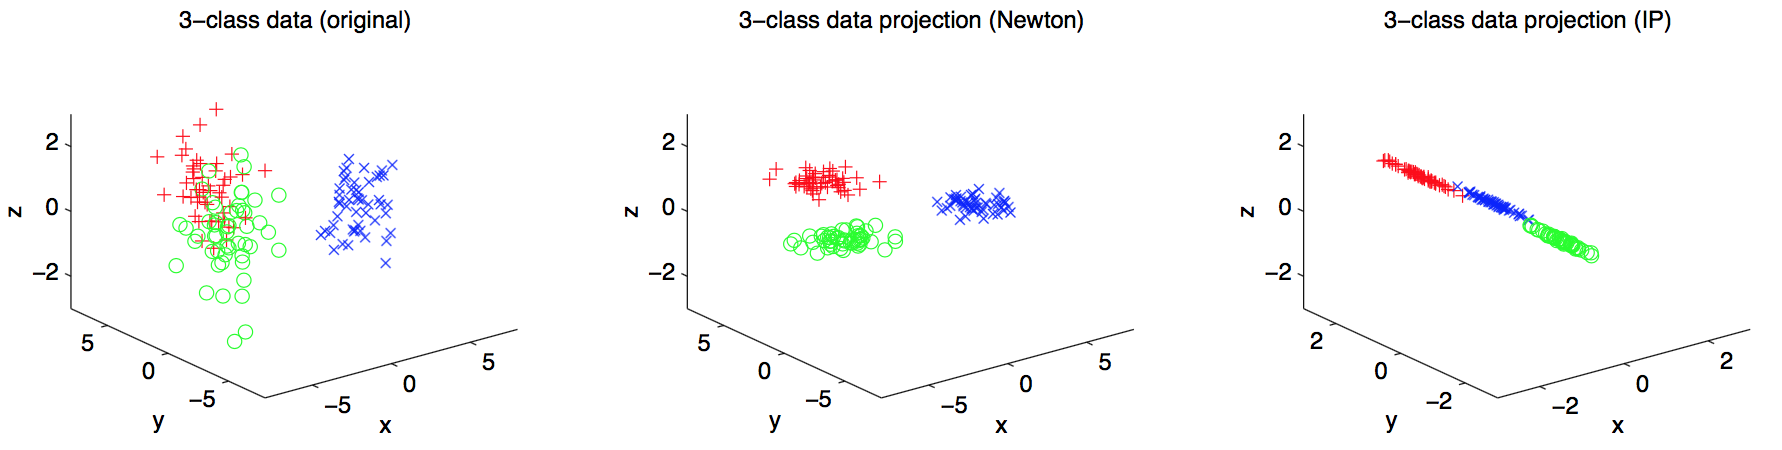 3−class data (original)
2
0
−2
z
5
0
−5
y
−5
0
5
x
3−class data projection (Newton)
2
0
−2
z
5
0
−5
y
−5
0
5
x
3−class data projection (IP)
2
0
−2
z
2
0
−2
y
−2
0
2
x